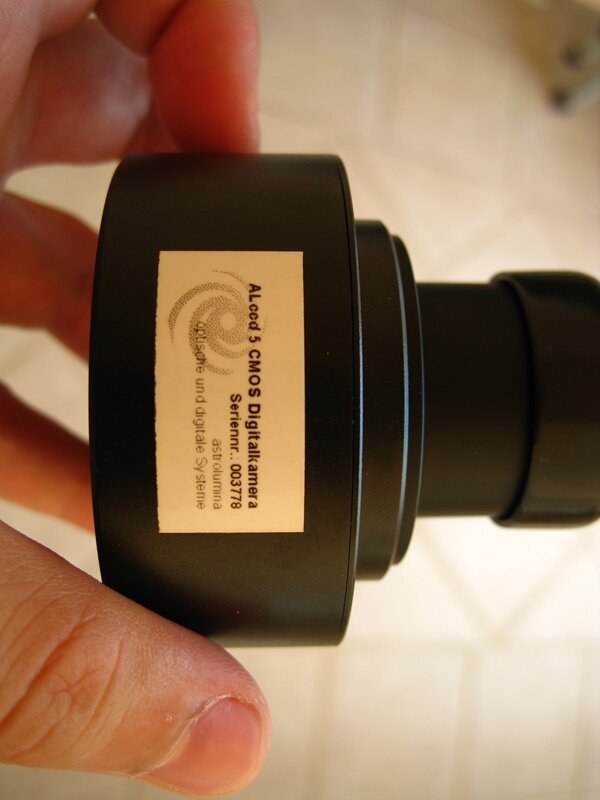 ALccd 5 CMOS Digitalkamera
Seriennr.: 003778
astrolumina
optische und digitale Systeme